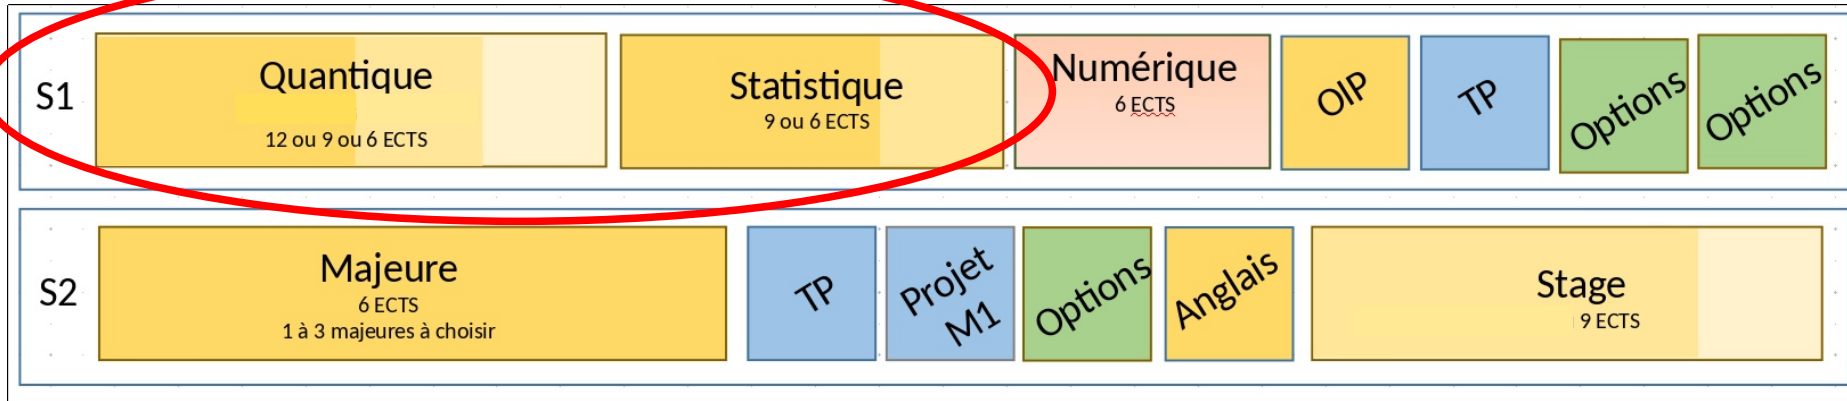 S1
Quantique
12 ou 9 ou 6 ECTS
Statistique
9 ou 6 ECTS
Numérique
6 ECTS
OIP
TP
Options
Options
S2
Majeure
6 ECTS
1 à 3 majeures à choisir
TP
Projet
M1
Options
Anglais
Stage
9 ECTS